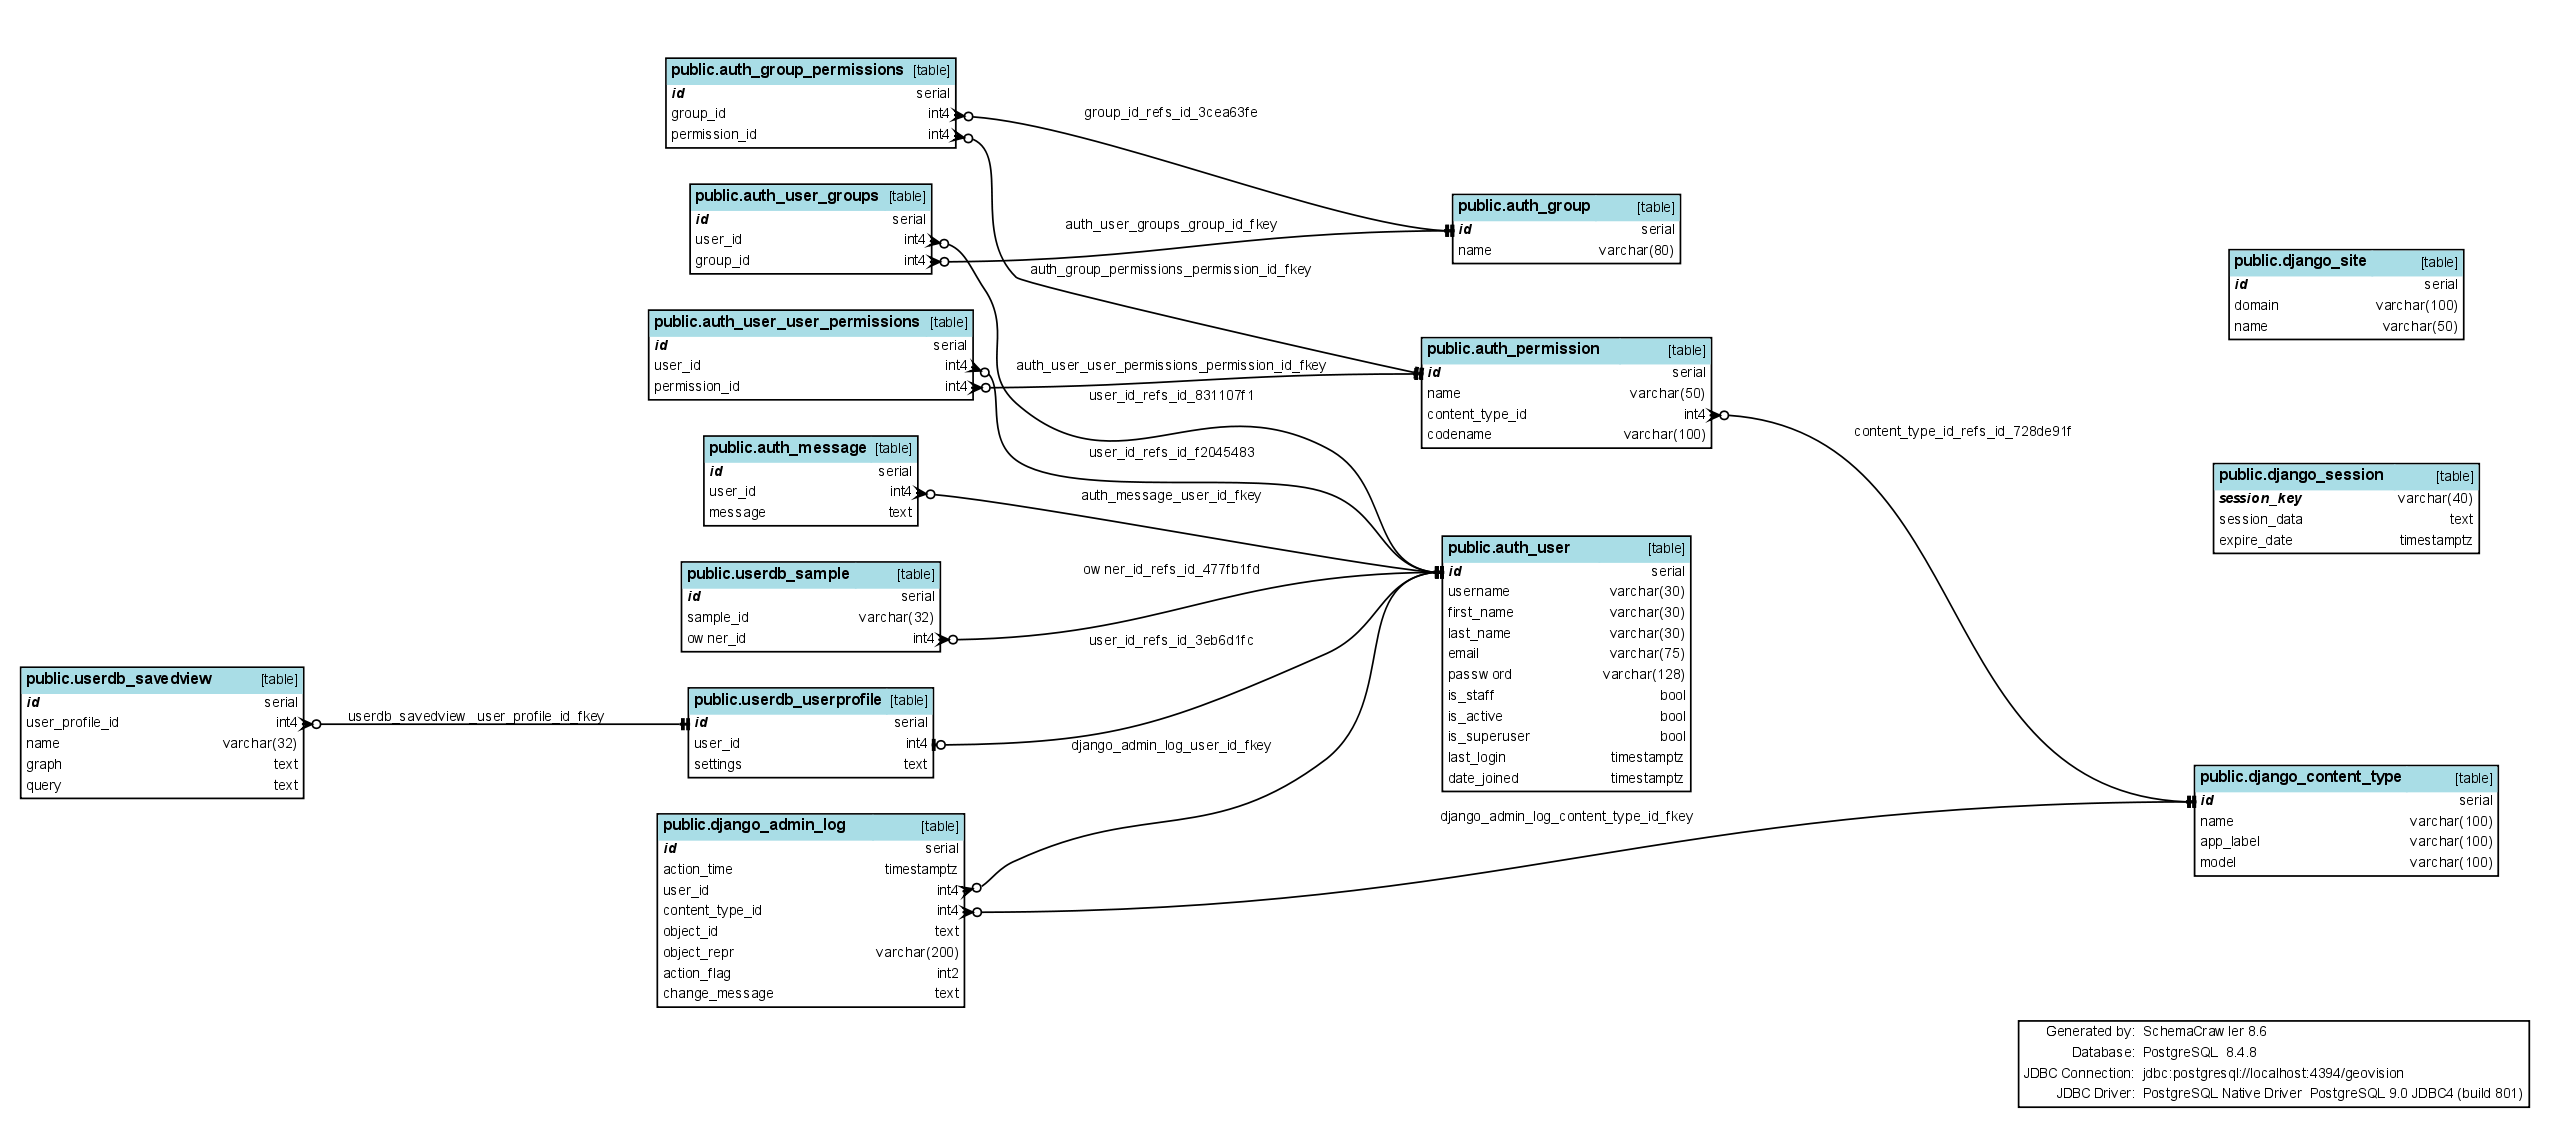 public.auth_group_permissions [table]
id serial
group_id int4
permission_id int4
group_id_refs_id_3cea63fe
public.auth_user_groups [table]
id serial
user_id int4
group_id int4
auth_user_groups_group_id_fkey
auth_group_permissions_permission_id_fkey
public.auth_group [table]
id serial
name varchar(80)
public.django_site [table]
id serial
domain varchar(100)
name varchar(50)
public.auth_user_user_permissions [table]
id serial
user_id int4
permission_id int4
auth_user_user_permissions_permission_id_fkey
user_id_refs_id_831107f1
public.auth_permission [table]
id serial
name varchar(50)
content_type_id int4
codename varchar(100)
content_type_id_refs_id_728de91f
public.auth_message [table]
id serial
user_id int4
message text
user_id_refs_id_f2045483
auth_message_user_id_fkey
public.django_session [table]
session_key varchar(40)
session_data text
expire_date timestamptz
public.userdb_sample [table]
id serial
sample_id varchar(32)
owner_id int4
owner_id_refs_id_477fb1fd
user_id_refs_id_3eb6d1fc
public.auth_user [table]
id serial
username varchar(30)
first_name varchar(30)
last_name varchar(30)
email varchar(75)
password varchar(128)
is_staff bool
is_active bool
is_superuser bool
last_login timestamptz
date_joined timestamptz
public.userdb_savedview [table]
id serial
user_profile_id int4
name varchar(32)
graph text
query text
userdb_savedview_user_profile_id_fkey
public.userdb_userprofile [table]
id serial
user_id int4
settings text
django_admin_log_user_id_fkey
public.django_admin_log [table]
id serial
action_time timestamptz
user_id int4
content_type_id int4
object_id text
object_repr varchar(200)
action_flag int2
change_message text
django_admin_log_content_type_id_fkey
public.django_content_type [table]
id serial
name varchar(100)
app_label varchar(100)
model varchar(100)
Generated by: SchemaCrawler 8.6
Database: PostgreSQL 8.4.8
JDBC Connection: jdbc:postgresql://localhost:4394/geovision
JDBC Driver: PostgreSQL Native Driver PostgreSQL 9.0 JDBC4 (build 801)